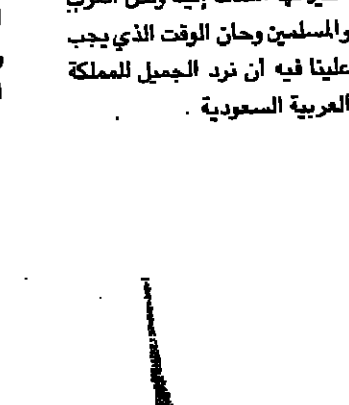 والمسلمين وحان الوقت الذي يجب
علينا فيه أن نرد الجميل للمملكة
العربية السعودية .